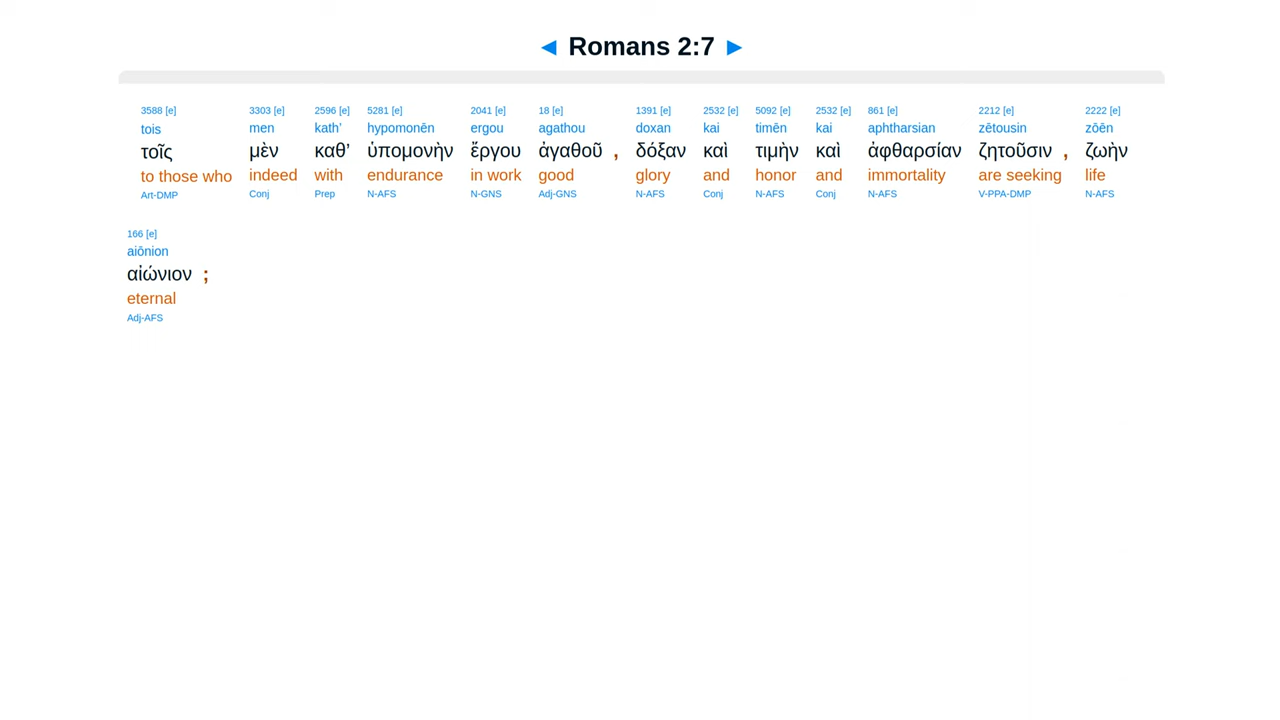 ◄ Romans 2:7 ►
3588 [e] 3303 [e] 2596 [e] 5281 [e] 2041 [e] 18 [e] 1391 [e] 2532 [e] 5092 [e] 2532 [e] 861 [e] 2212 [e] 2222 [e]
tois men kath’ hypomonēn ergou agathou doxan kai timēn kai aphtharsian zētousin zōēn
τοῖς μὲν καθ’ ὑπομονὴν ἔργου ἀγαθοῦ , δόξαν καὶ τιμὴν καὶ ἀφθαρσίαν ζητοῦσιν , ζωὴν
to those who indeed with endurance in work good glory and honor and immortality are seeking life
Art-DMP Conj Prep N-AFS N-GNS Adj-GNS N-AFS Conj N-AFS Conj N-AFS V-PPA-DMP N-AFS
166 [e]
aiōnion
αἰώνιον ;
eternal
Adj-AFS